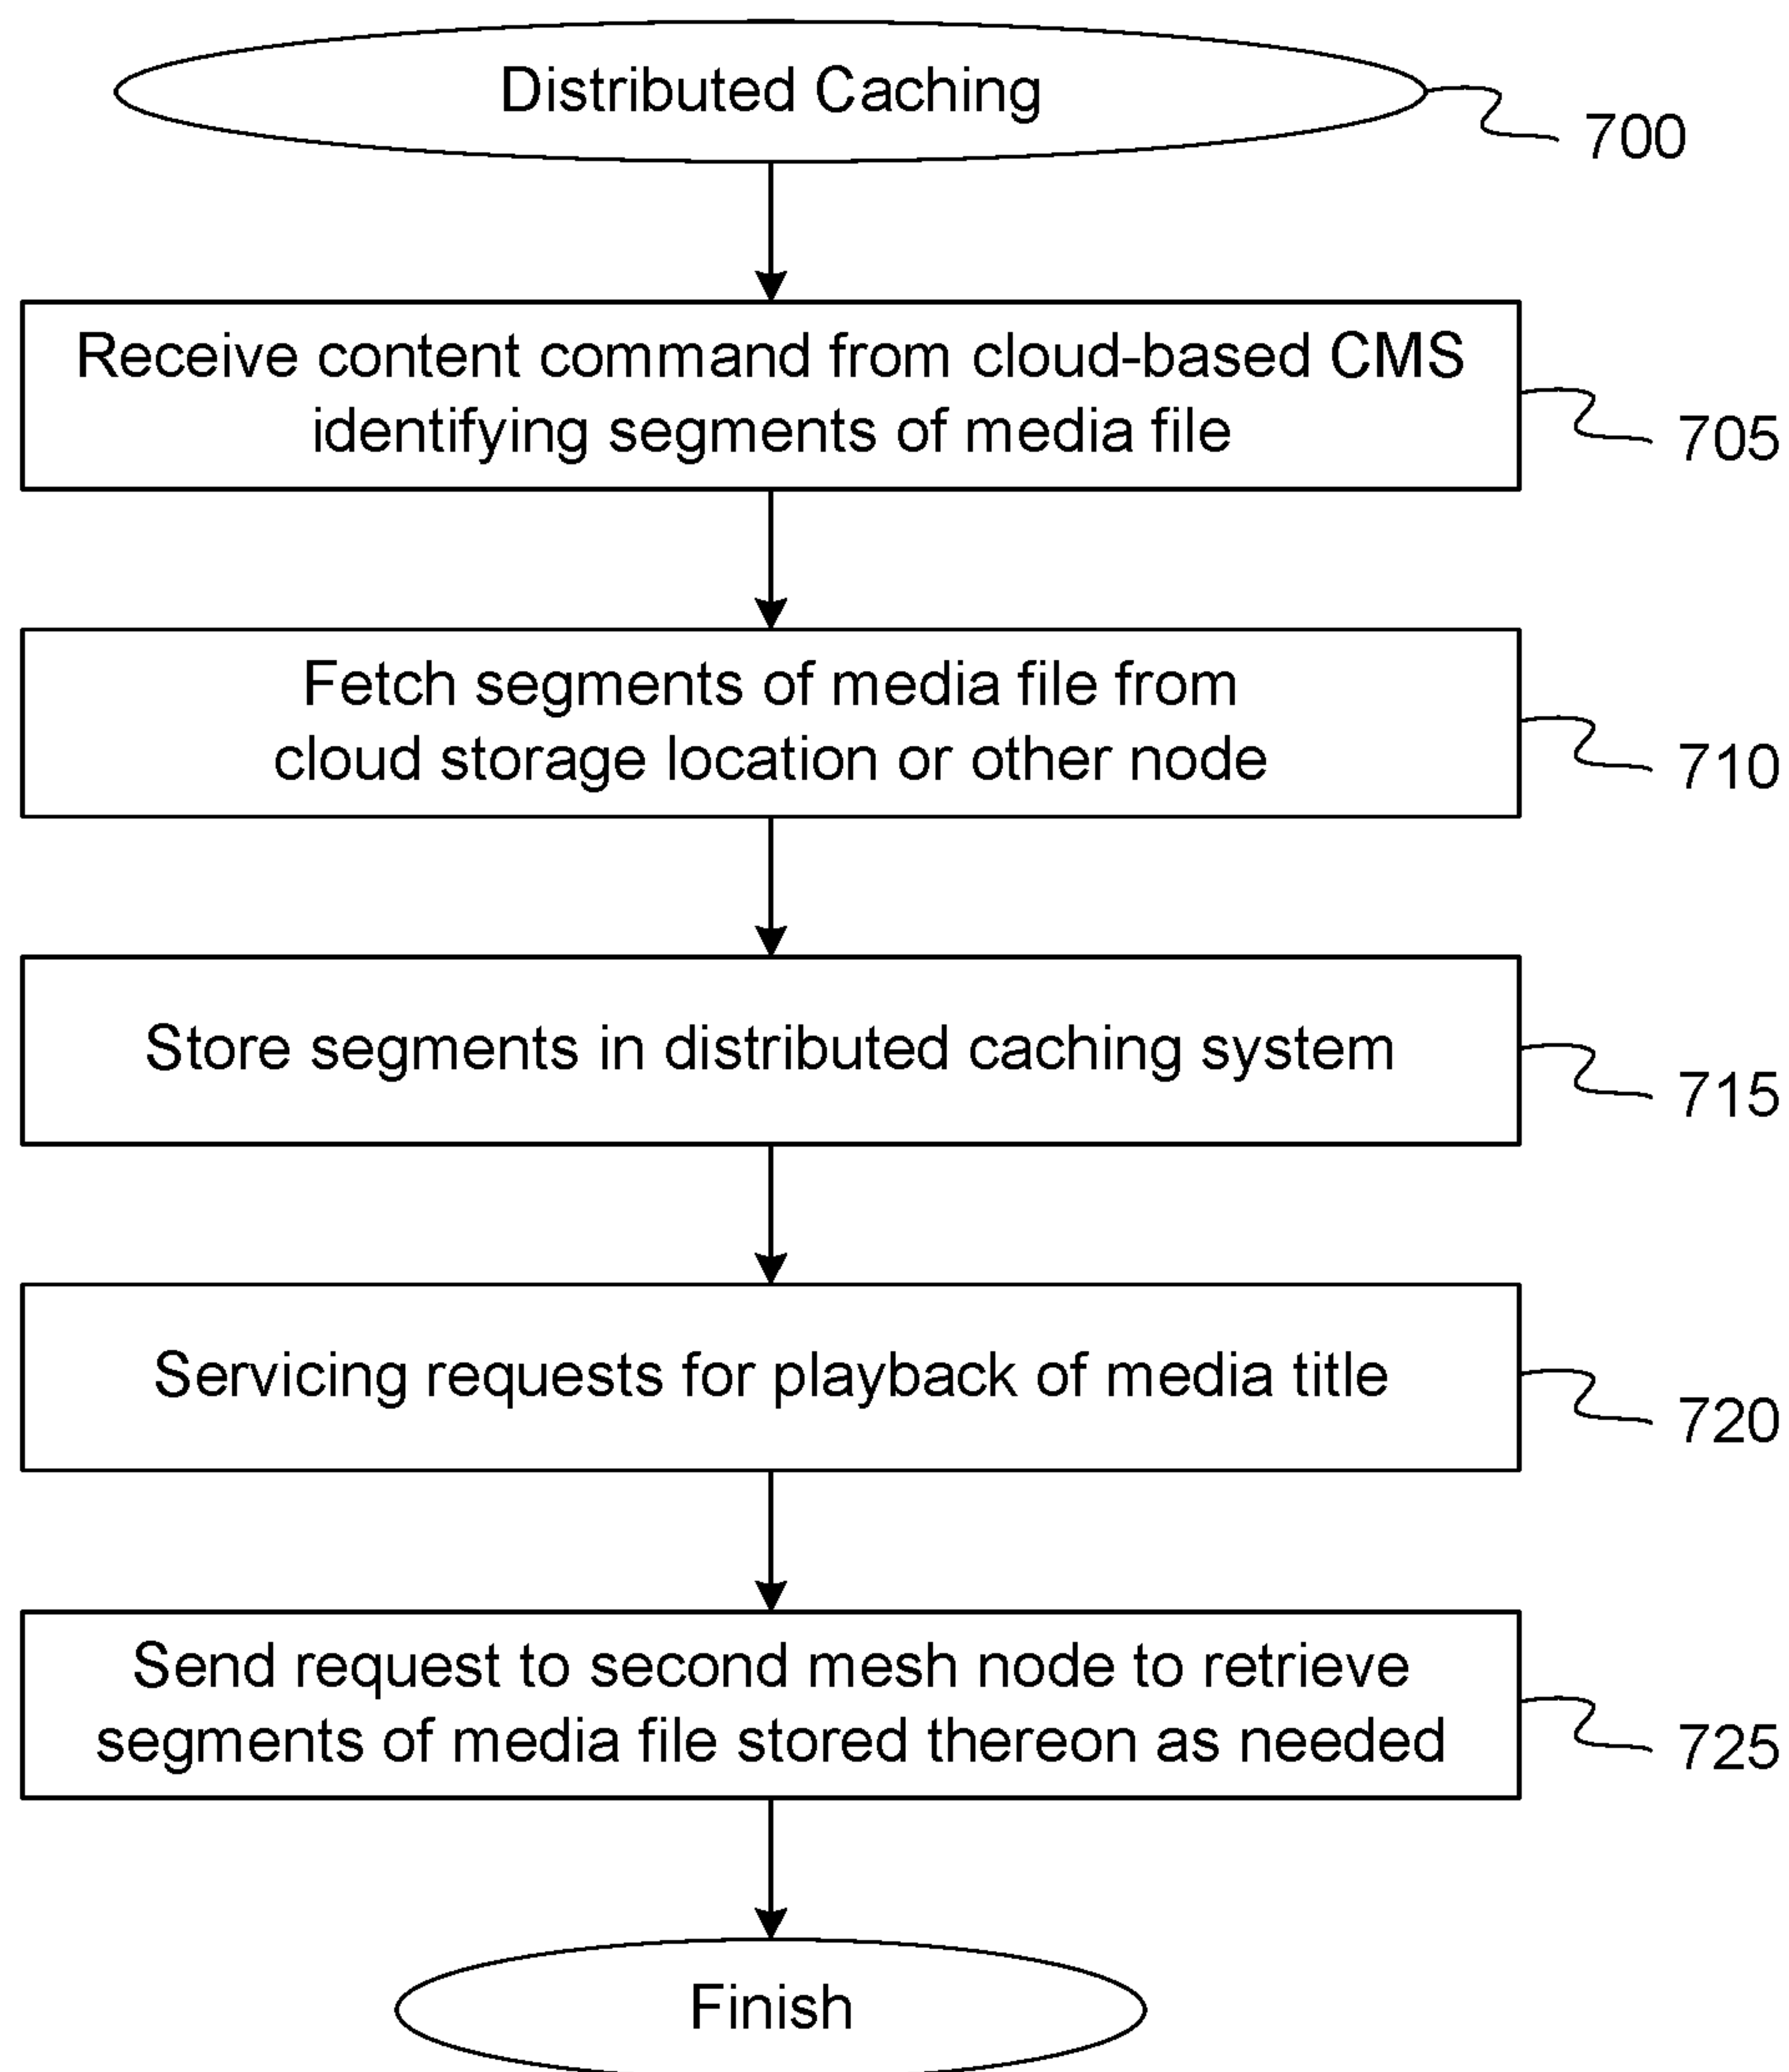 Distributed Caching
700
Receive content command from cloud-based CMS
identifying segments of media file
705
Fetch segments of media file from
cloud storage location or other node
710
Store segments in distributed caching system
715
Servicing requests for playback of media title
720
Send request to second mesh node to retrieve
segments of media file stored thereon as needed
725
Finish